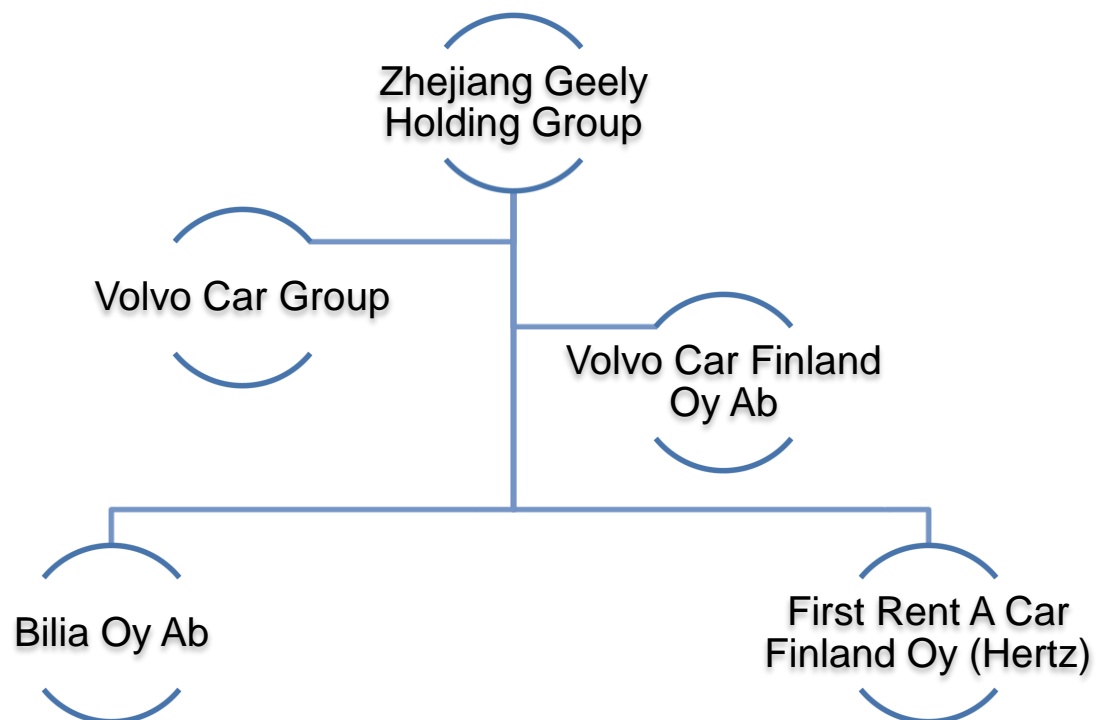 Zhejiang Geely
Holding Group
Volvo Car Group
Volvo Car Finland
Oy Ab
Bilia Oy Ab
First Rent A Car
Finland Oy (Hertz)